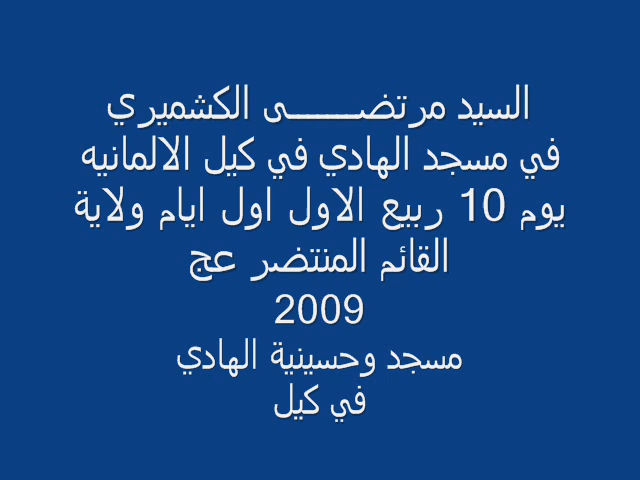 السيد مرتضـــــــى الكشميري
في مسجد الهادي في كيل الالمانيه
يوم 10 ربيع الاول اول ايام ولاية
القائم المنتضر عج
2009
مسجد وحسينية الهادي
في كيل